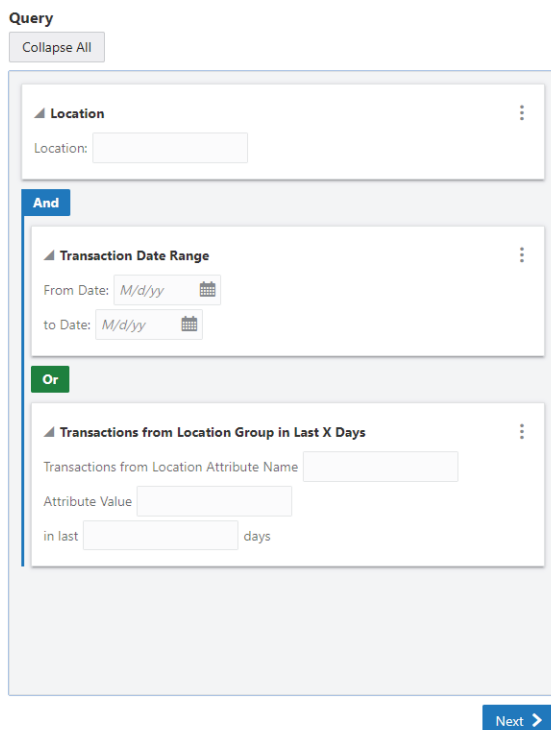 Query
Collapse All
Location
Location:
And
Transaction Date Range
From Date: M/d/yy
to Date: M/d/yy
Or
Transactions from Location Group in Last X Days
Transactions from Location Attribute Name
Attribute Value
in last days
Next